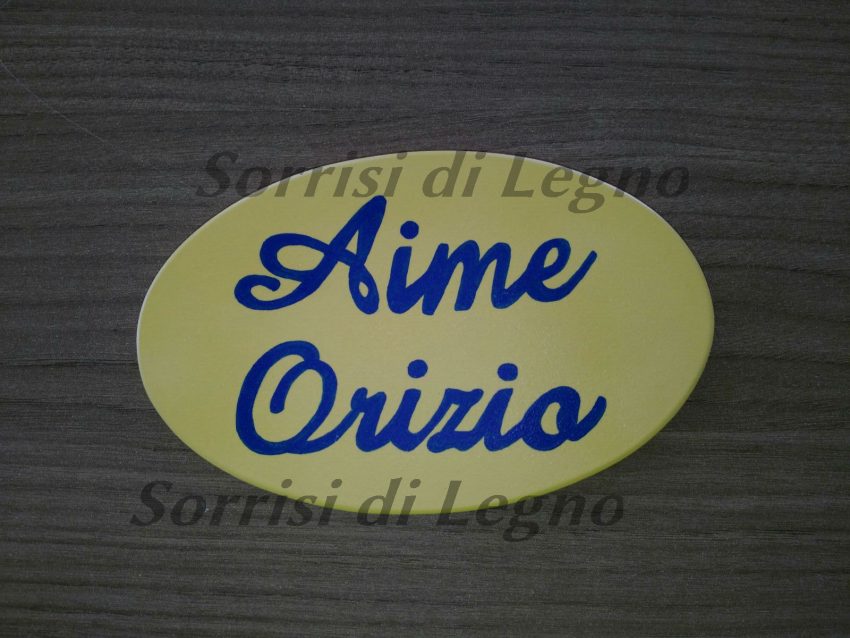 Sorrisi di Legno
Aime
Orizio
Sorrisi di Legno